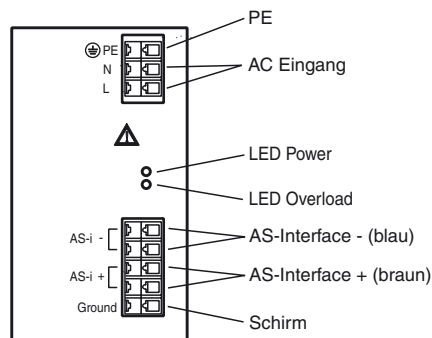 PE
PE
N
AC Eingang
L
LED Power
LED Overload
AS-i -
AS-Interface - (blau)
AS-i +
AS-Interface + (braun)
Ground
Schirm